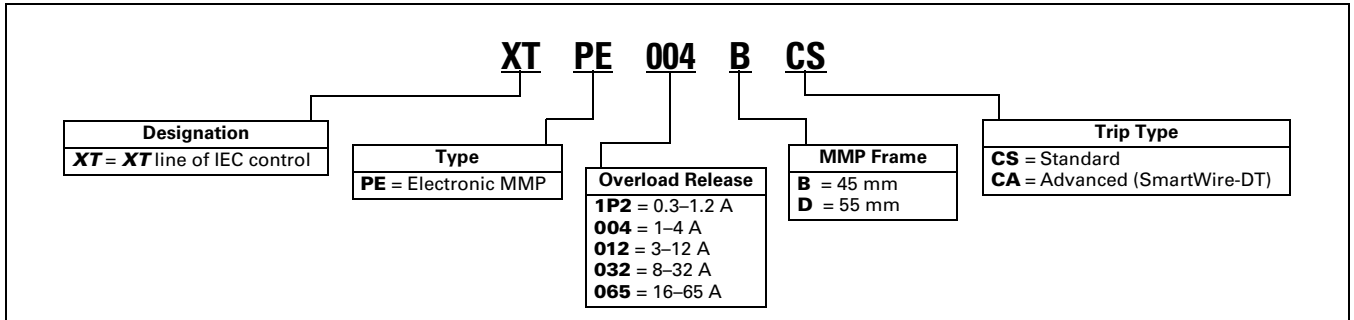 XT PE 004 B CS
Designation
XT = XT line of IEC control
Type
PE = Electronic MMP
Overload Release
1P2 = 0.3–1.2 A
004 = 1–4 A
012 = 3–12 A
032 = 8–32 A
065 = 16–65 A
MMP Frame
B = 45 mm
D = 55 mm
Trip Type
CS = Standard
CA = Advanced (SmartWire-DT)